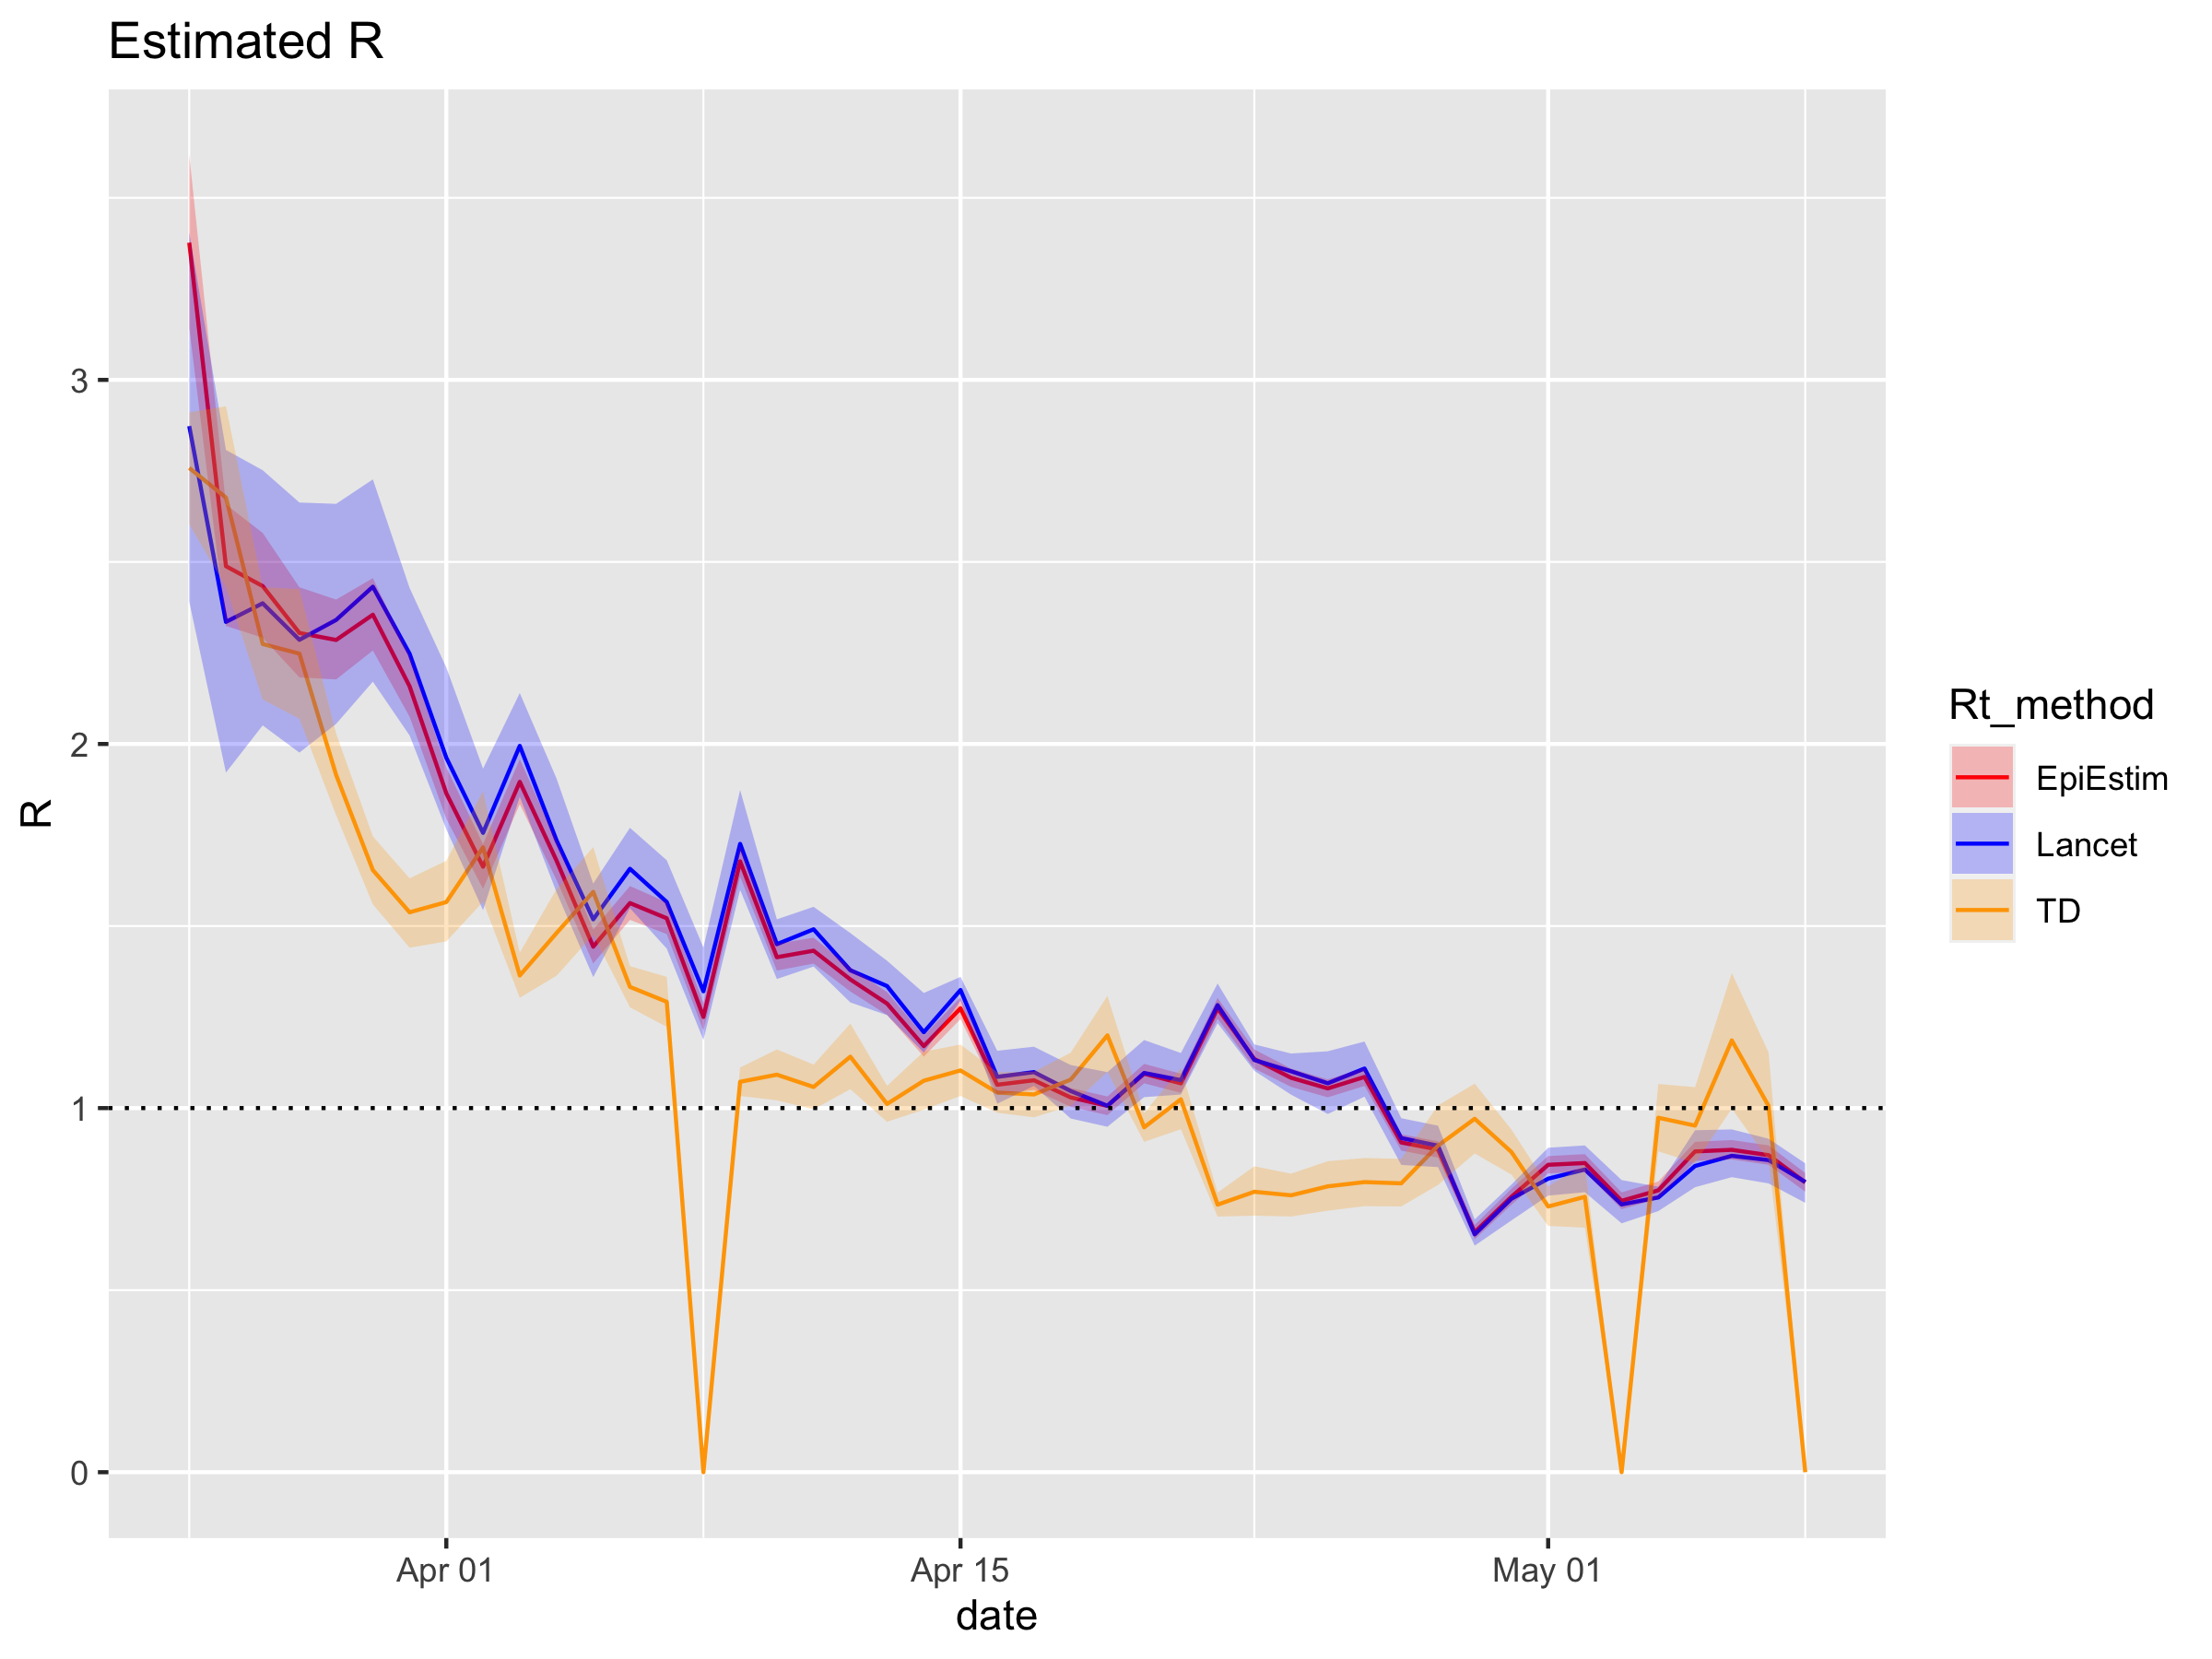 Estimated R
3
2
1
0
R
Apr 01
Apr 15
May 01
date
Rt_method
EpiEstim
Lancet
TD